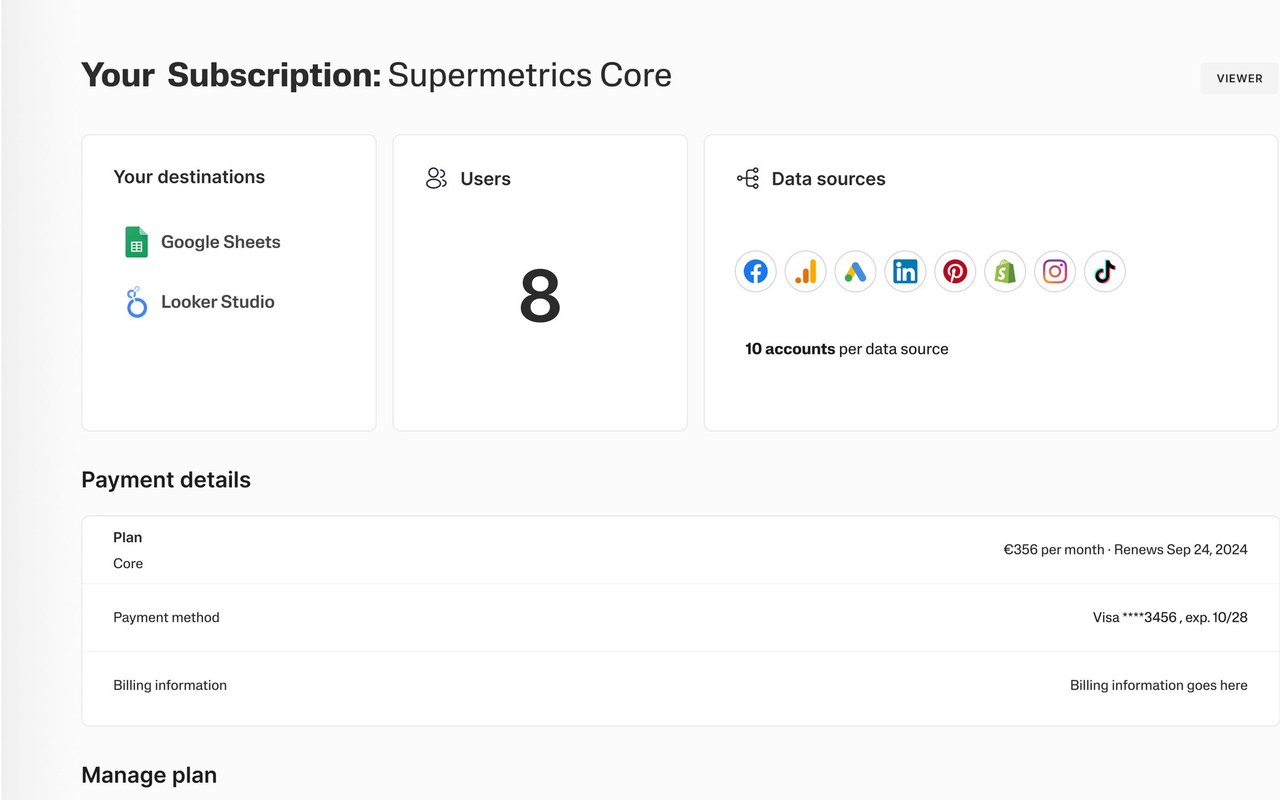 Your Subscription: Supermetrics Core
VIEWER
Your destinations
Google Sheets
Looker Studio
Users
8
Data sources
10 accounts per data source
Payment details
Plan
Core
€356 per month · Renews Sep 24, 2024
Payment method
Visa ****3456 , exp. 10/28
Billing information
Billing information goes here
Manage plan